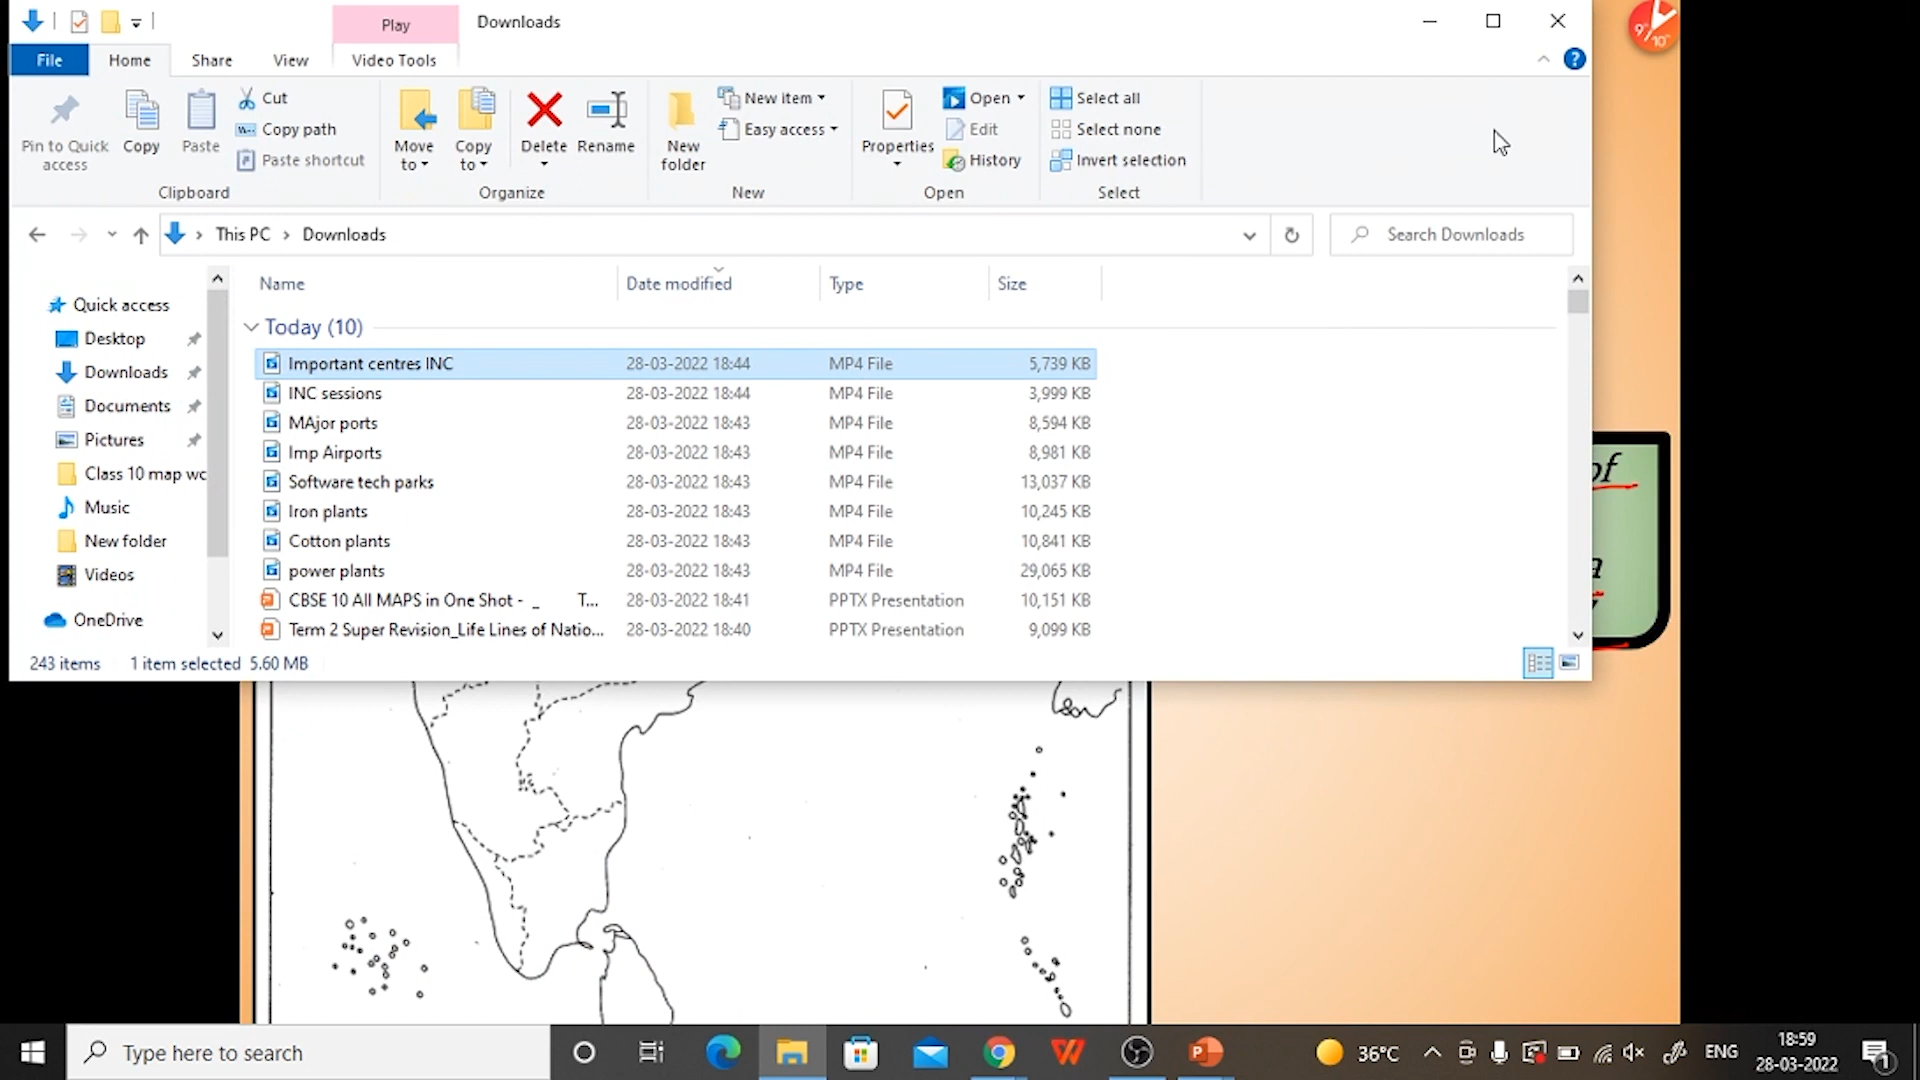 Play
Downloads
File
Home
Share
View
Video Tools
Pin to Quick access
Copy
Paste
Cut
Copy path
Paste shortcut
Clipboard
Move to
Copy to
Delete
Rename
Organize
New folder
New item
Easy access
New
Properties
Open
Edit
History
Open
Select all
Select none
Invert selection
Select
This PC > Downloads
Search Downloads
Name
Date modified
Type
Size
Quick access
Desktop
Downloads
Documents
Pictures
Class 10 map wc
Music
New folder
Videos
OneDrive
Today (10)
Important centres INC 28-03-2022 18:44 MP4 File 5,739 KB
INC sessions 28-03-2022 18:44 MP4 File 3,999 KB
MAjor ports 28-03-2022 18:43 MP4 File 8,594 KB
Imp Airports 28-03-2022 18:43 MP4 File 8,981 KB
Software tech parks 28-03-2022 18:43 MP4 File 13,037 KB
Iron plants 28-03-2022 18:43 MP4 File 10,245 KB
Cotton plants 28-03-2022 18:43 MP4 File 10,841 KB
power plants 28-03-2022 18:43 MP4 File 29,065 KB
CBSE 10 All MAPS in One Shot - _ T... 28-03-2022 18:41 PPTX Presentation 10,151 KB
Term 2 Super Revision_Life Lines of Natio... 28-03-2022 18:40 PPTX Presentation 9,099 KB
243 items 1 item selected 5.60 MB
of
Type here to search
36°C
ENG
18:59
28-03-2022
1